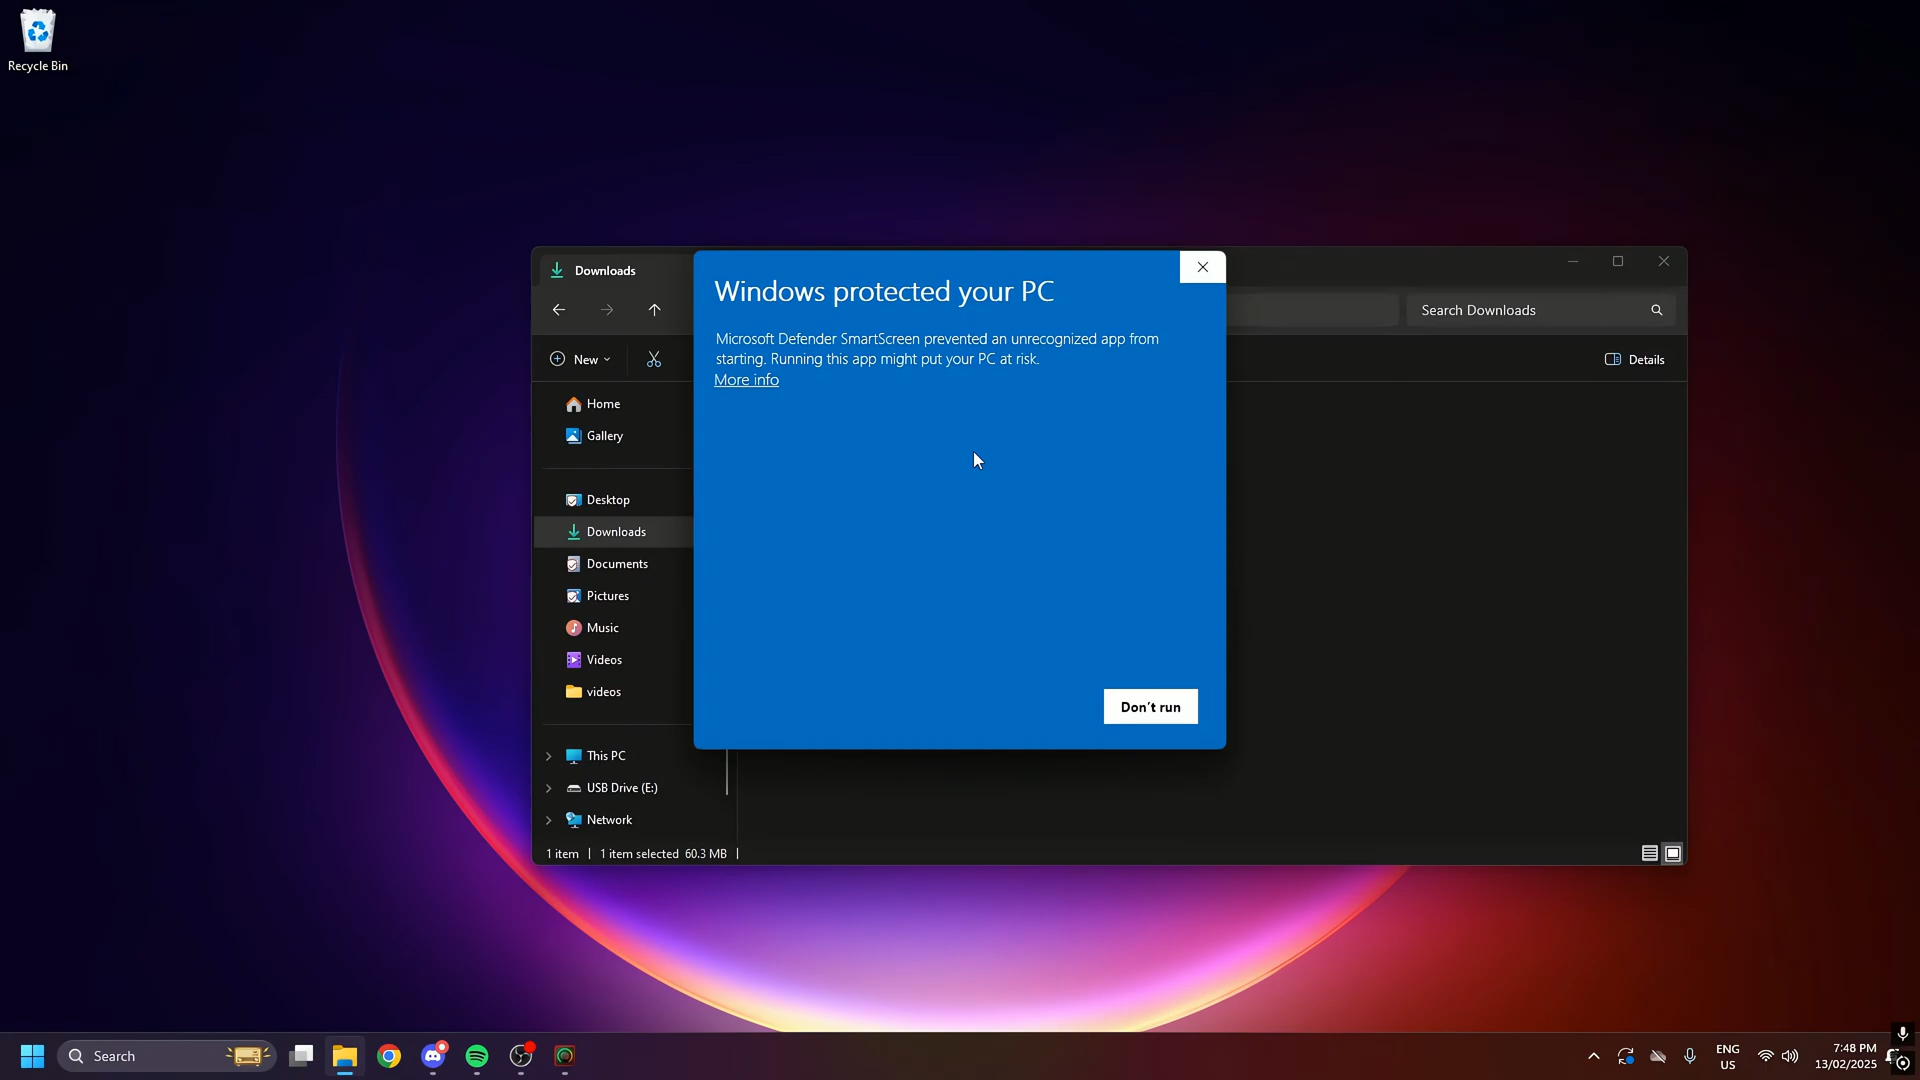 Recycle Bin
Downloads
Search Downloads
New
Details
Home
Gallery
Desktop
Downloads
Documents
Pictures
Music
Videos
videos
This PC
USB Drive (E:)
Network
1 item | 1 item selected 60.3 MB |
Windows protected your PC
Microsoft Defender SmartScreen prevented an unrecognized app from
starting. Running this app might put your PC at risk.
More info
Don't run
Search
ENG
US
7:48 PM
13/02/2025